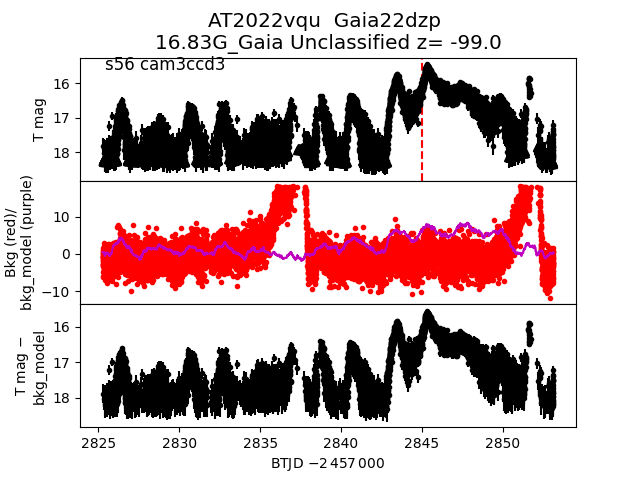 AT2022vqu  Gaia22dzp
16.83G_Gaia Unclassified z= -99.0
s56 cam3ccd3
T mag
16
17
18
Bkg (red)/
bkg_model (purple)
10
0
−10
T mag −
bkg_model
16
17
18
2825 2830 2835 2840 2845 2850
BTJD −2 457 000